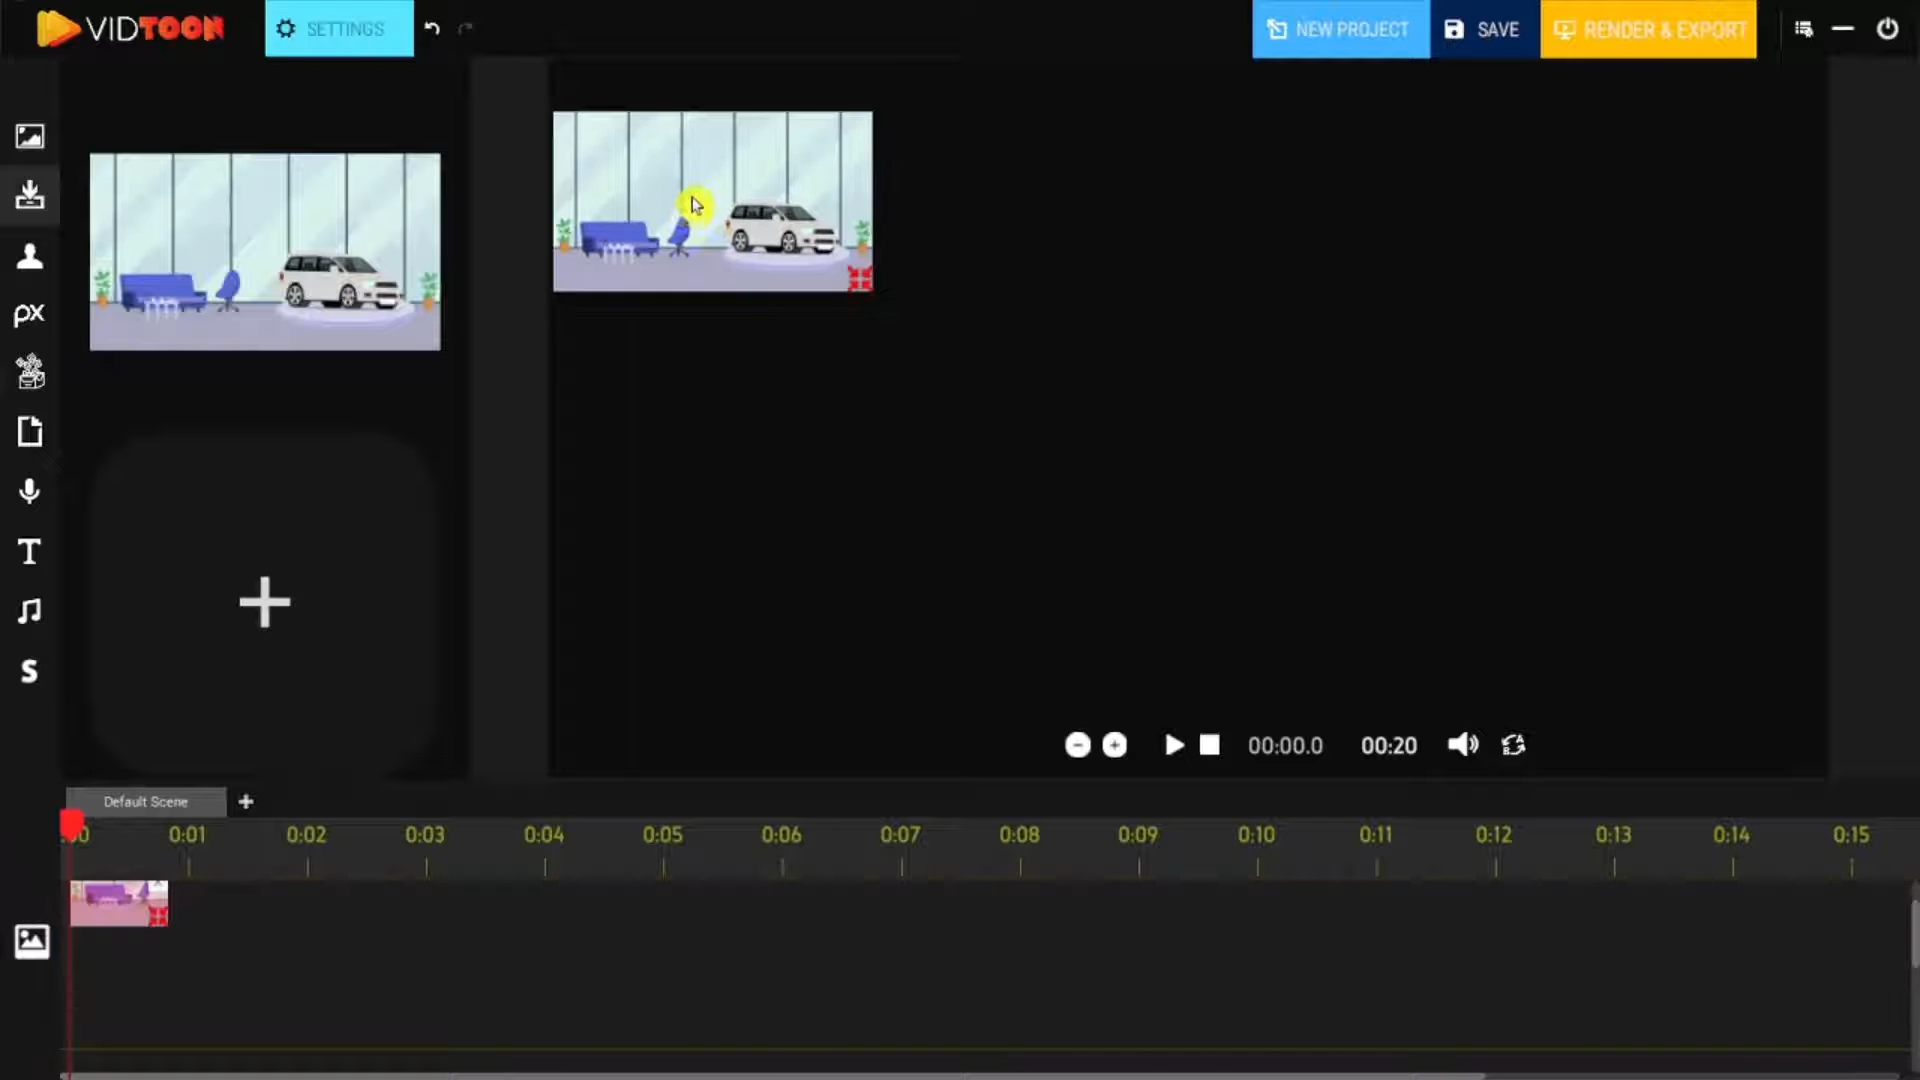 VIDTOON
SETTINGS
NEW PROJECT
SAVE
RENDER & EXPORT
px
T
S
00:00.0
00:20
Default Scene
0:01
0:02
0:03
0:04
0:05
0:06
0:07
0:08
0:09
0:10
0:11
0:12
0:13
0:14
0:15